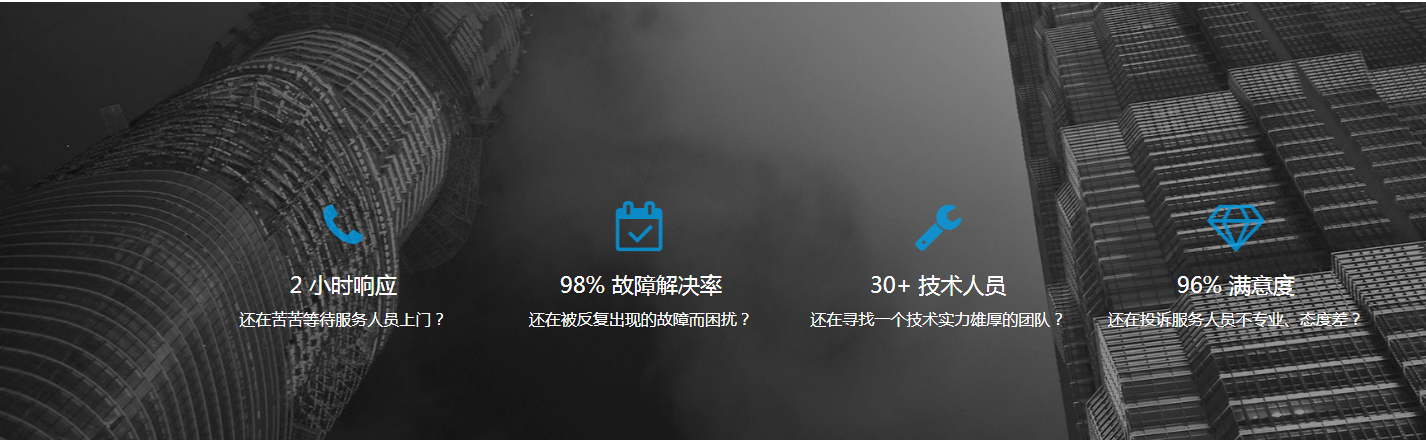 2 小时响应
还在苦苦等待服务人员上门？
98% 故障解决率
还在被反复出现的故障而困扰？
30+ 技术人员
还在寻找一个技术实力雄厚的团队？
96% 满意度
还在投诉服务人员不专业、态度差？